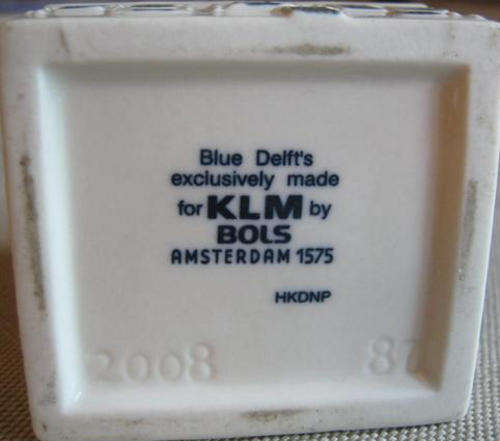 Blue Delft's
exclusively made
for KLM by
BOLS
AMSTERDAM 1575
HKDNP
2008 87